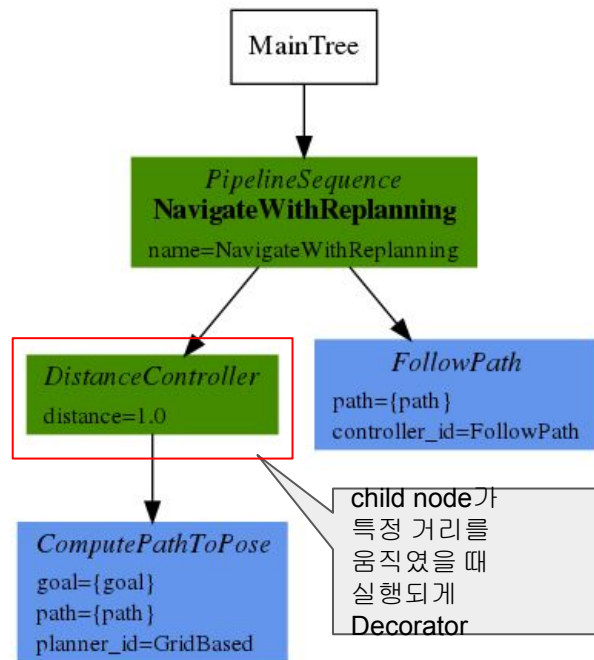 MainTree
PipelineSequence
NavigateWithReplanning
name=NavigateWithReplanning
DistanceController
distance=1.0
FollowPath
path={path}
controller_id=FollowPath
ComputePathToPose
goal={goal}
path={path}
planner_id=GridBased
child node가
특정 거리를
움직였을 때
실행되게
Decorator